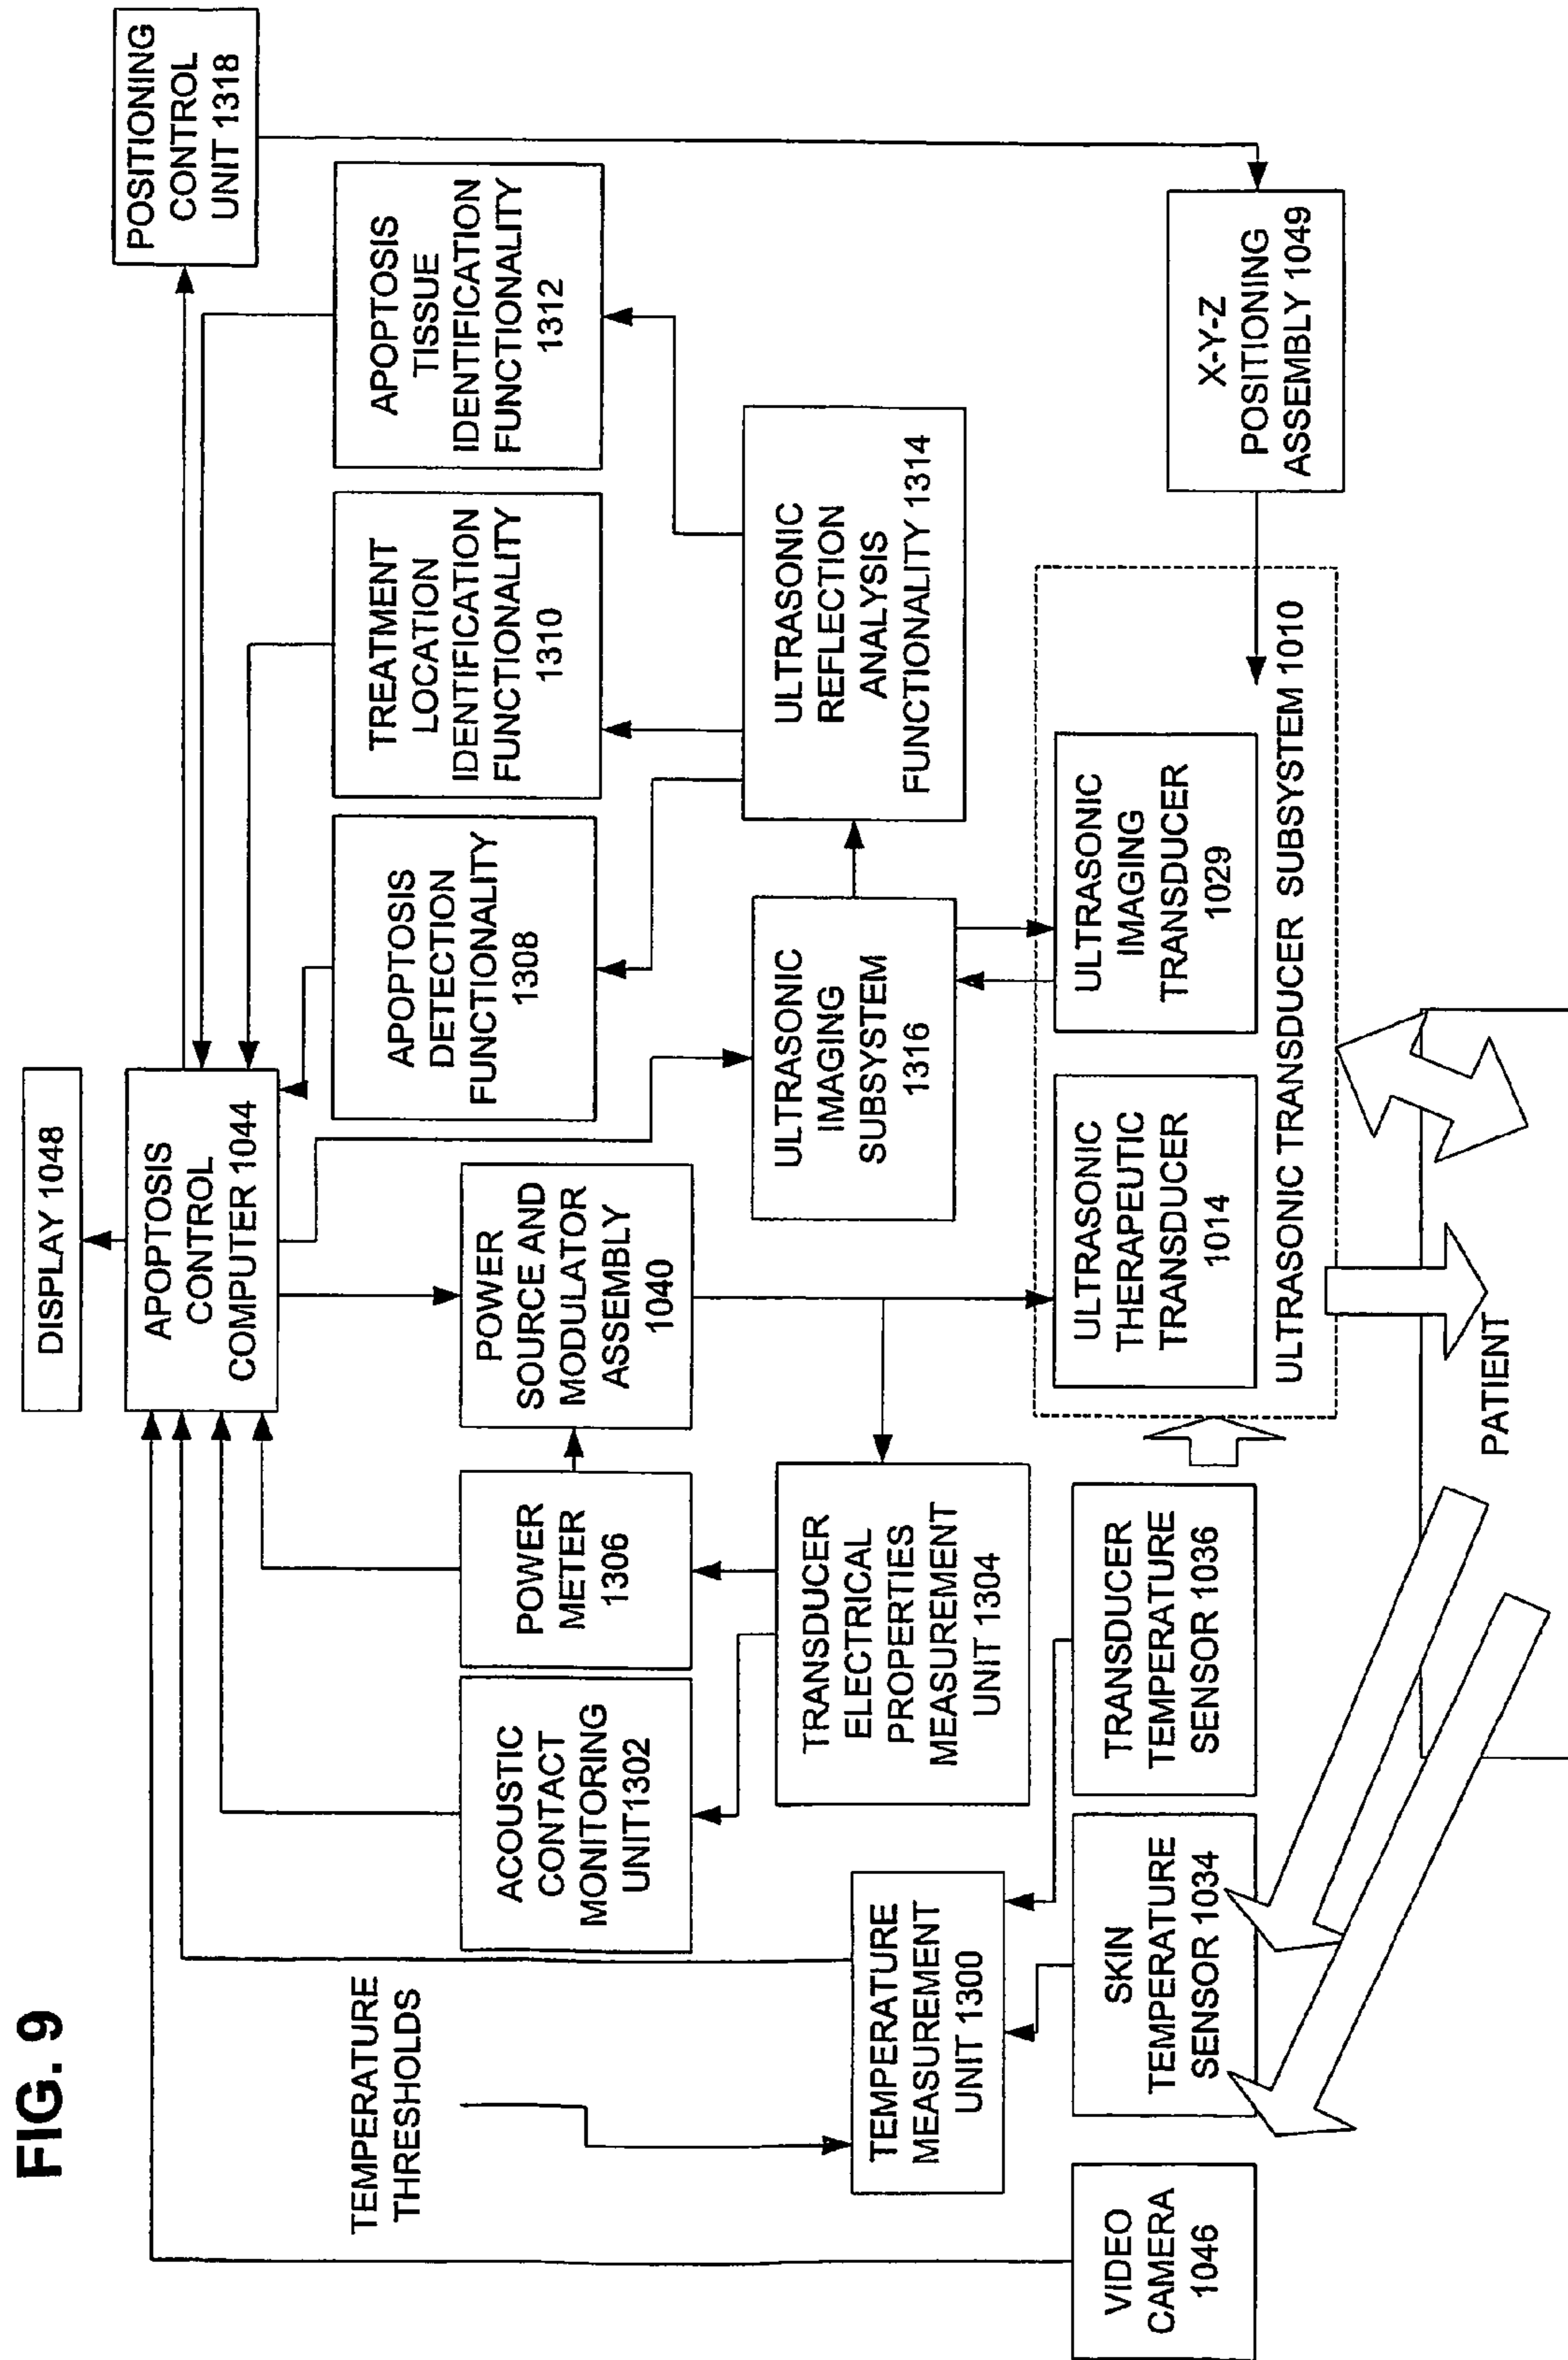 FIG. 9
DISPLAY 1048
APOPTOSIS
CONTROL
COMPUTER 1044
POSITIONING
CONTROL
UNIT 1318
TEMPERATURE
THRESHOLDS
ACOUSTIC
CONTACT
MONITORING
UNIT1302
POWER
METER
1306
POWER
SOURCE AND
MODULATOR
ASSEMBLY
1040
APOPTOSIS
DETECTION
FUNCTIONALITY
1308
TREATMENT
LOCATION
IDENTIFICATION
FUNCTIONALITY
1310
APOPTOSIS
TISSUE
IDENTIFICATION
FUNCTIONALITY
1312
TEMPERATURE
MEASUREMENT
UNIT 1300
TRANSDUCER
ELECTRICAL
PROPERTIES
MEASUREMENT
UNIT 1304
ULTRASONIC
IMAGING
SUBSYSTEM
1316
ULTRASONIC
REFLECTION
ANALYSIS
FUNCTIONALITY 1314
VIDEO
CAMERA
1046
SKIN
TEMPERATURE
SENSOR 1034
TRANSDUCER
TEMPERATURE
SENSOR 1036
ULTRASONIC
THERAPEUTIC
TRANSDUCER
1014
ULTRASONIC
IMAGING
TRANSDUCER
1029
ULTRASONIC TRANSDUCER SUBSYSTEM 1010
X-Y-Z
POSITIONING
ASSEMBLY 1049
PATIENT